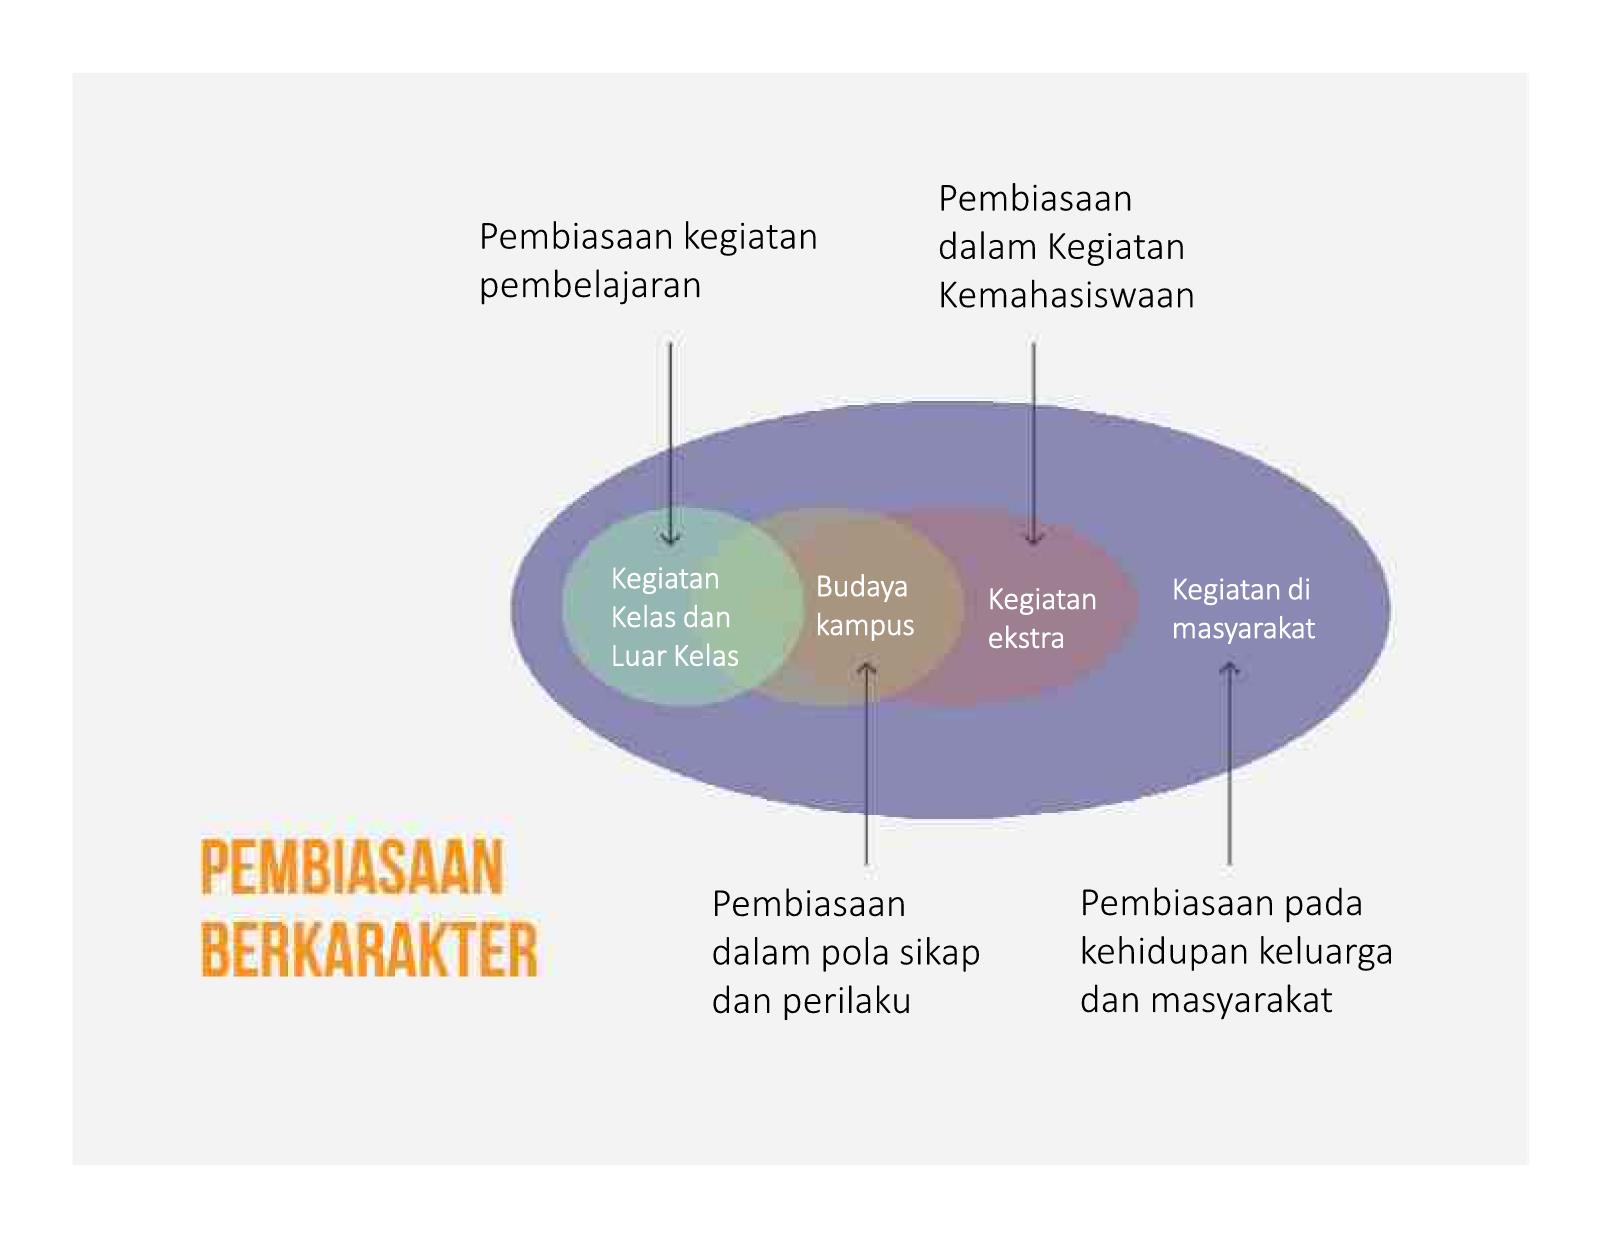 Pembiasaan kegiatan
pembelajaran
Pembiasaan
dalam Kegiatan
Kemahasiswaan
Kegiatan
Kelas dan
Luar Kelas
Budaya
kampus
Kegiatan
ekstra
Kegiatan di
masyarakat
PEMBIASAAN
BERKARAKTER
Pembiasaan
dalam pola sikap
dan perilaku
Pembiasaan pada
kehidupan keluarga
dan masyarakat